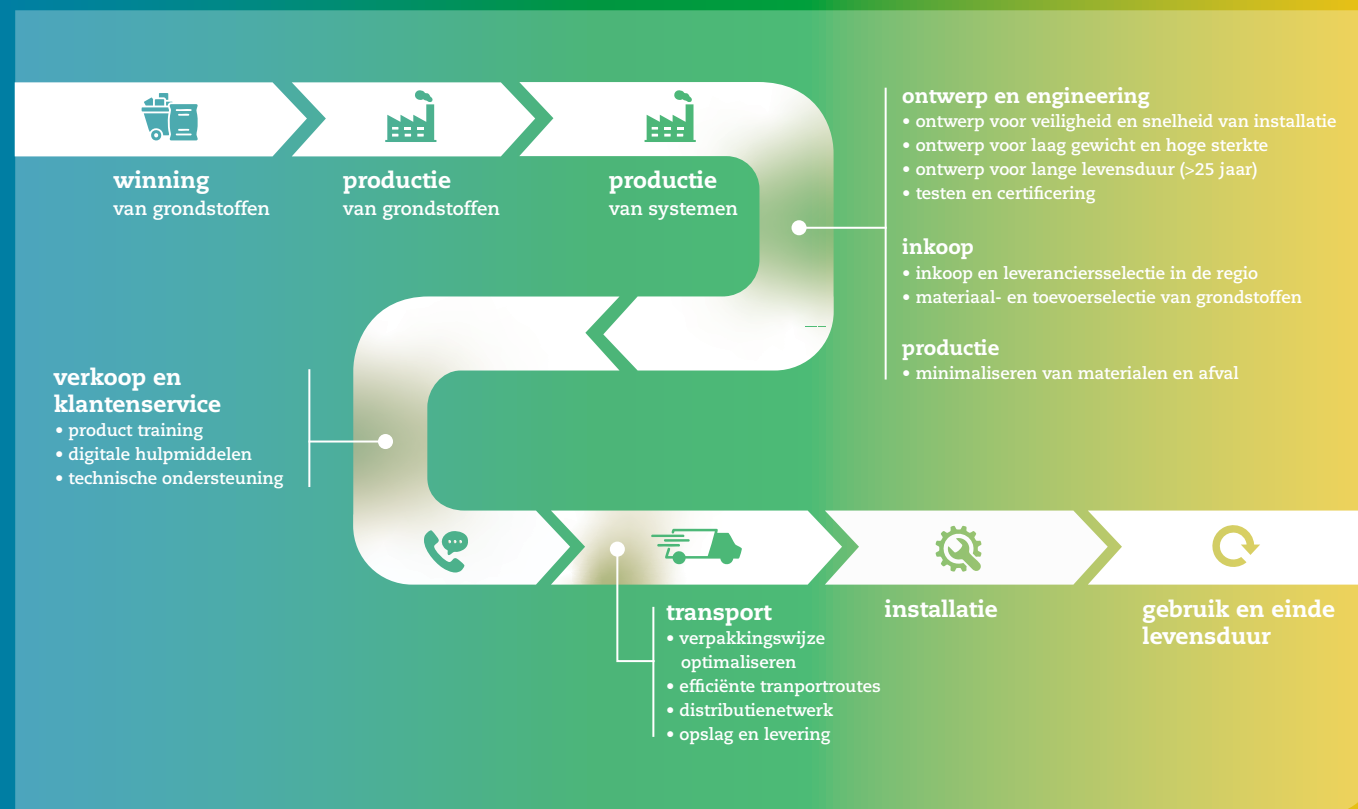 winning
van grondstoffen
productie
van grondstoffen
productie
van systemen
ontwerp en engineering
• ontwerp voor veiligheid en snelheid van installatie
• ontwerp voor laag gewicht en hoge sterkte
• ontwerp voor lange levensduur (>25 jaar)
• testen en certificering
inkoop
• inkoop en leveranciersselectie in de regio
• materiaal- en toevoerselectie van grondstoffen
productie
• minimaliseren van materialen en afval
verkoop en
klantenservice
• product training
• digitale hulpmiddelen
• technische ondersteuning
transport
• verpakkingswijze
optimaliseren
• efficiënte tranportroutes
• distributienetwerk
• opslag en levering
installatie
gebruik en einde
levensduur